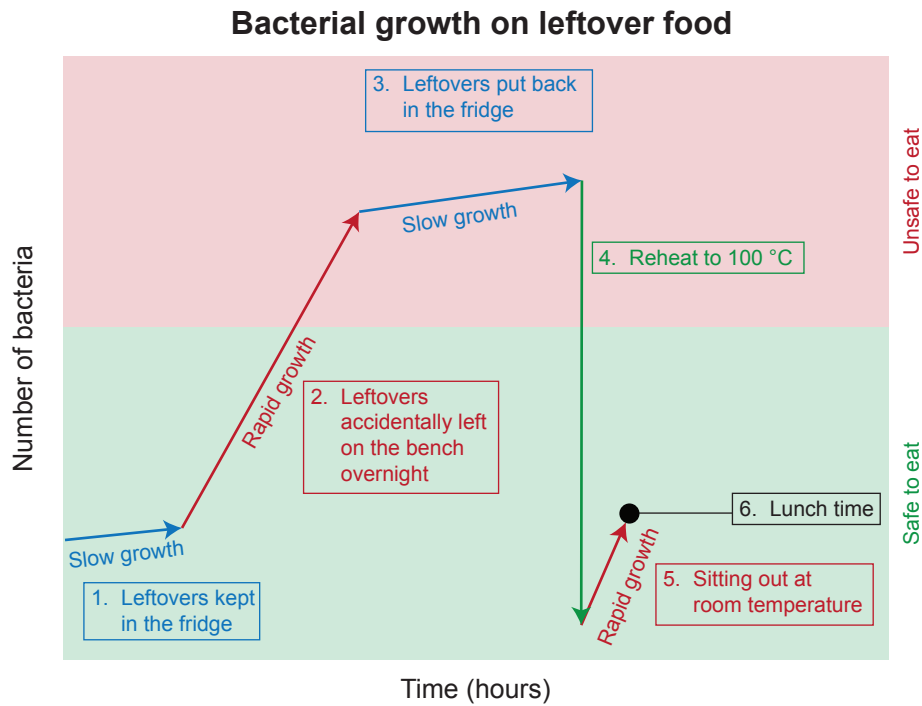 Bacterial growth on leftover food
3. Leftovers put back
in the fridge
Unsafe to eat
Slow growth
4. Reheat to 100 °C
Number of bacteria
Rapid growth
2. Leftovers
accidentally left
on the bench
overnight
Safe to eat
6. Lunch time
Slow growth
Rapid growth
5. Sitting out at
room temperature
1. Leftovers kept
in the fridge
Time (hours)